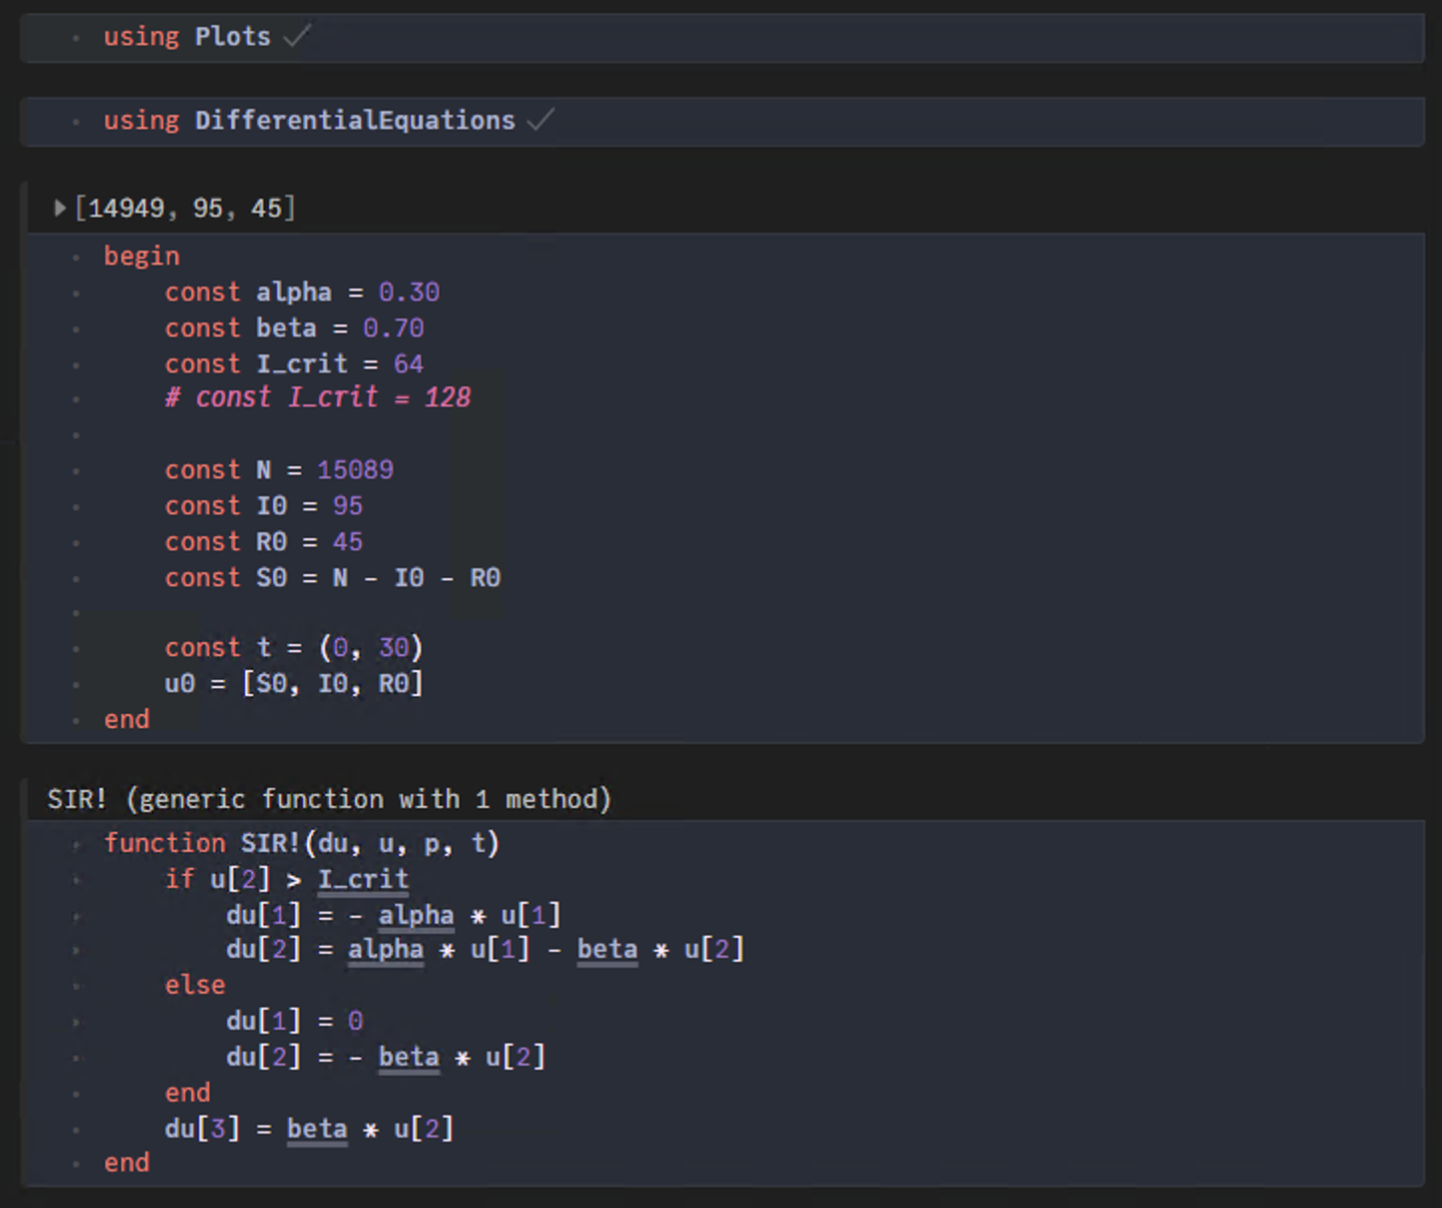 using Plots ✓
using DifferentialEquations ✓
[14949, 95, 45]
begin
    const alpha = 0.30
    const beta = 0.70
    const I_crit = 64
    # const I_crit = 128

    const N = 15089
    const I0 = 95
    const R0 = 45
    const S0 = N - I0 - R0

    const t = (0, 30)
    u0 = [S0, I0, R0]
end
SIR! (generic function with 1 method)
function SIR!(du, u, p, t)
    if u[2] > I_crit
        du[1] = - alpha * u[1]
        du[2] = alpha * u[1] - beta * u[2]
    else
        du[1] = 0
        du[2] = - beta * u[2]
    end
    du[3] = beta * u[2]
end